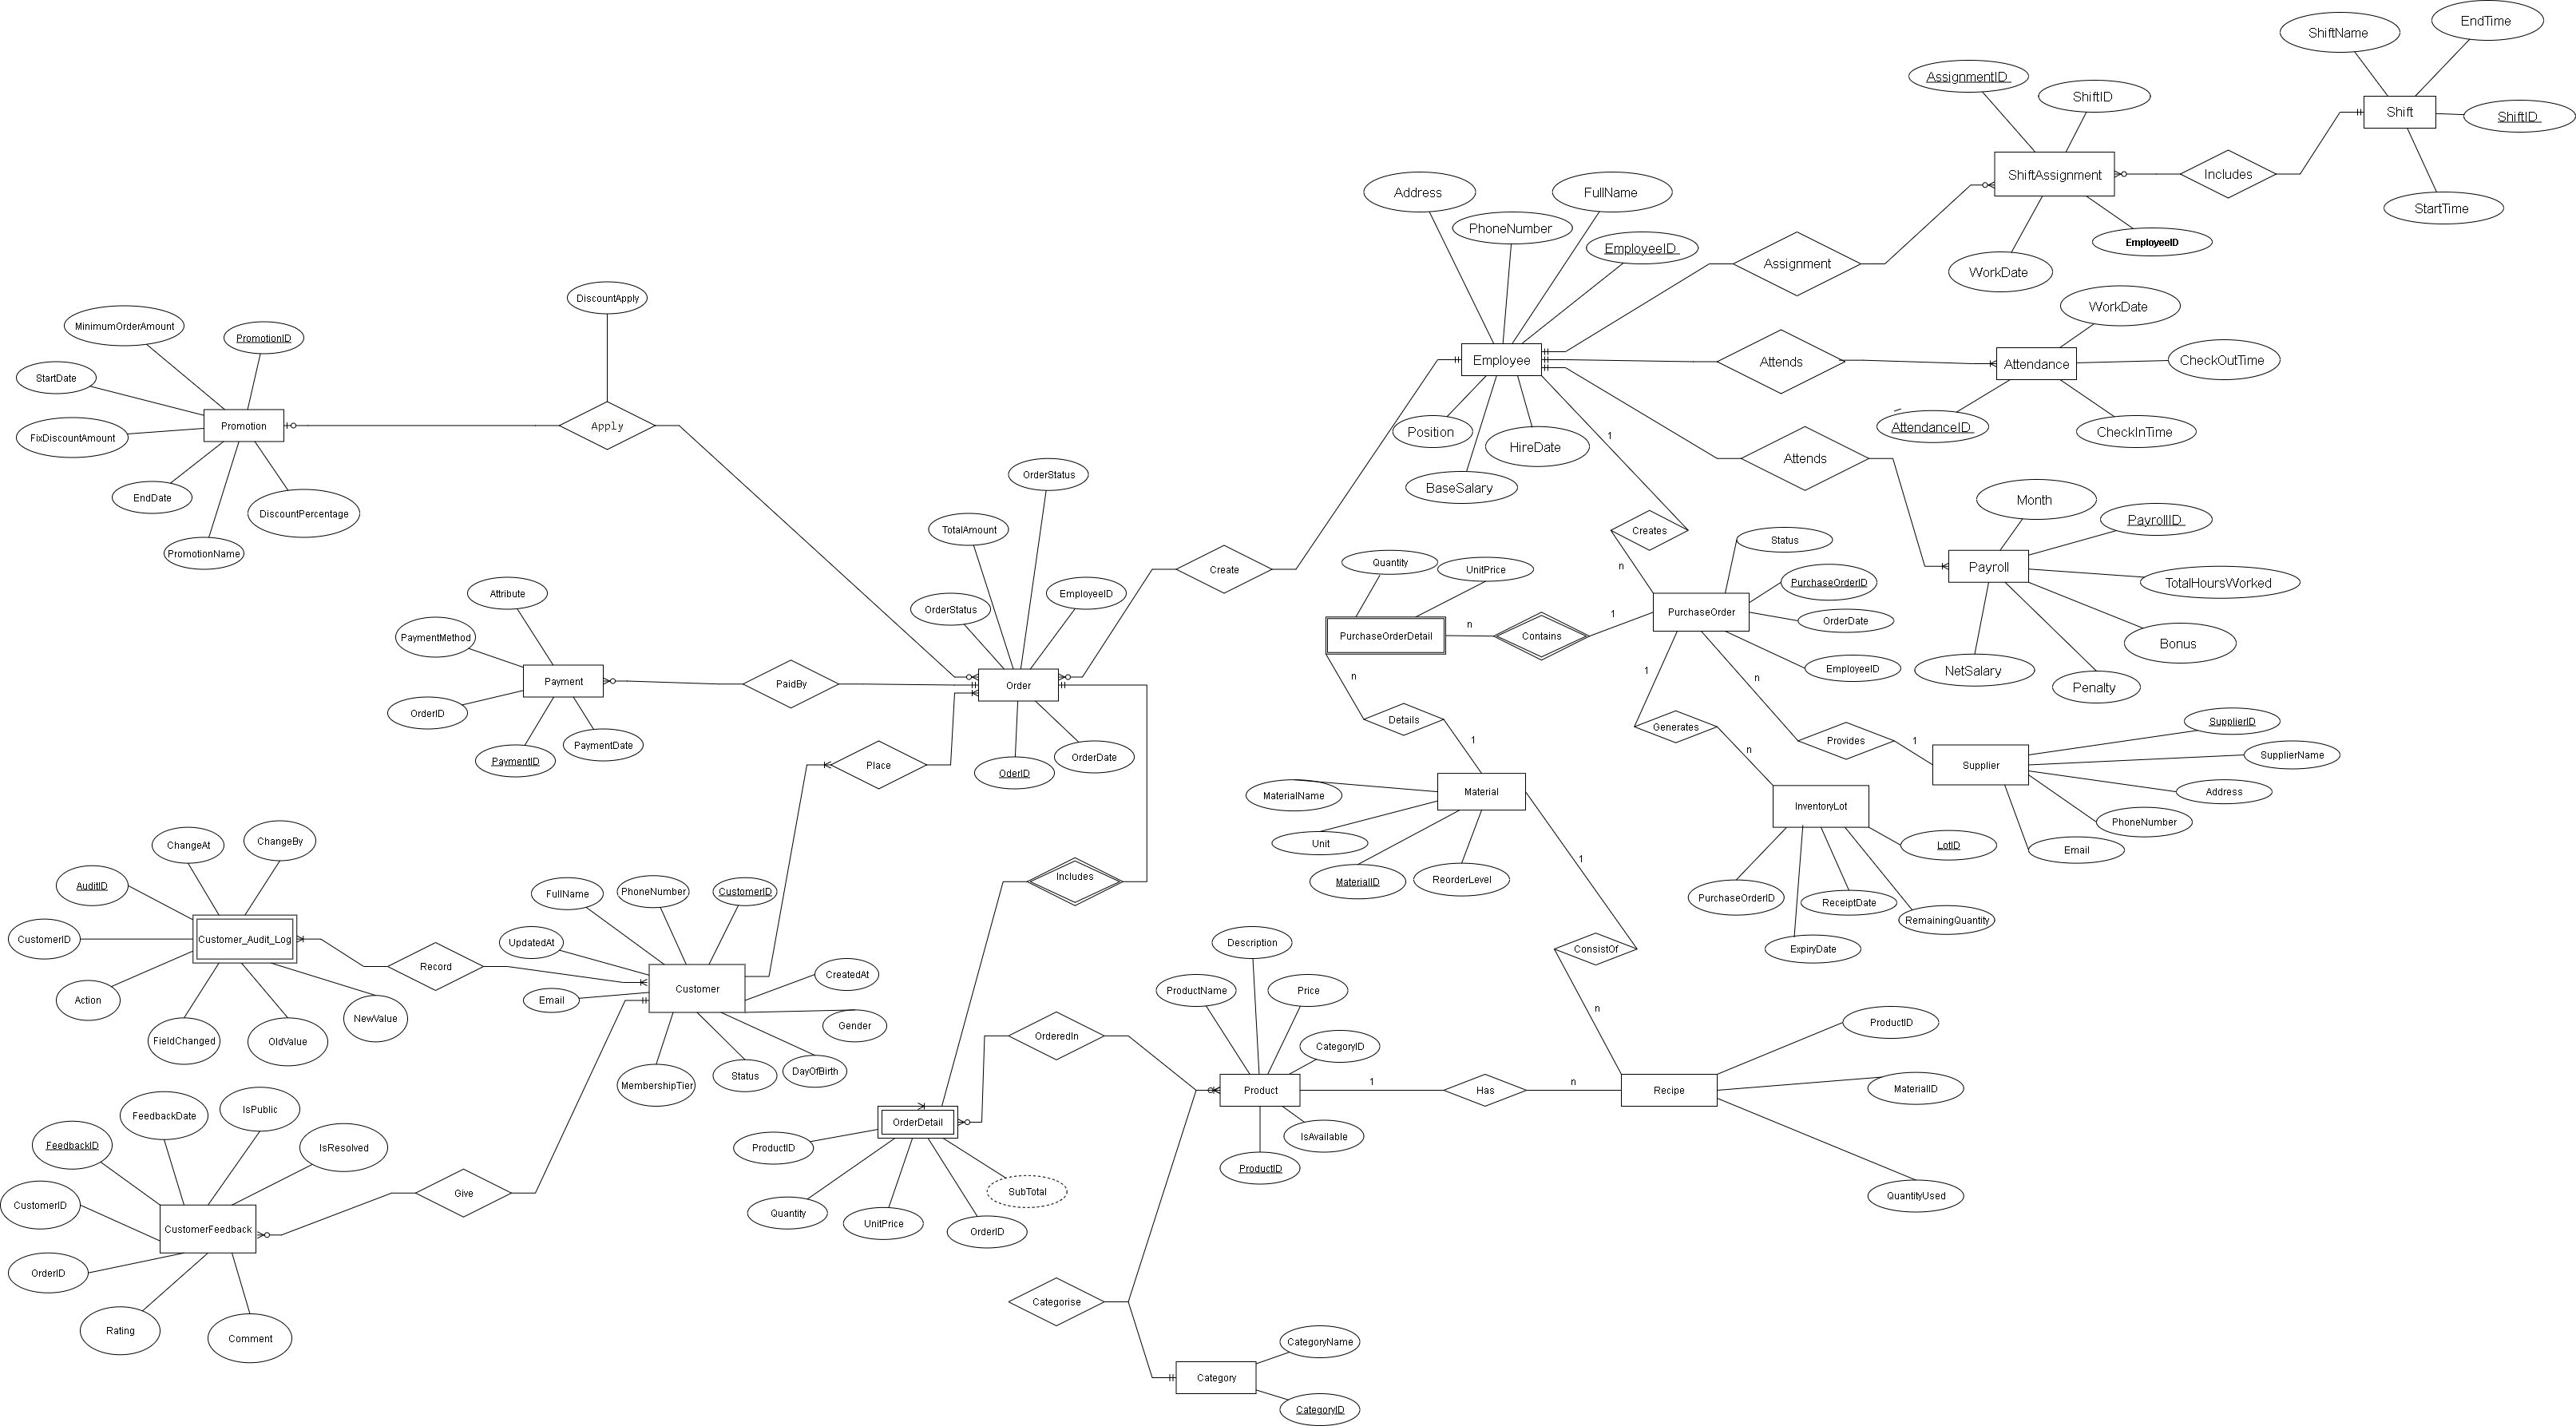 EndTime
ShiftName
AssignmentID
ShiftID
Shift
ShiftID
ShiftAssignment
Includes
Address
FullName
StartTime
PhoneNumber
EmployeeID
EmployeeID
Assignment
WorkDate
DiscountApply
WorkDate
MinimumOrderAmount
PromotionID
Employee
Attends
Attendance
CheckOutTime
StartDate
Promotion
Apply
FixDiscountAmount
Position
AttendanceID
CheckInTime
HireDate
1
Attends
OrderStatus
BaseSalary
EndDate
DiscountPercentage
Month
PayrollID
TotalAmount
Creates
Status
PromotionName
Create
Quantity
UnitPrice
n
Payroll
PurchaseOrderID
TotalHoursWorked
Attribute
EmployeeID
OrderStatus
PurchaseOrder
1
OrderDate
n
PaymentMethod
PurchaseOrderDetail
Contains
Bonus
EmployeeID
NetSalary
1
n
n
Payment
PaidBy
Order
Penalty
OrderID
Details
Generates
SupplierID
PaymentDate
1
n
Provides
1
PaymentID
Place
OderID
OrderDate
Supplier
SupplierName
MaterialName
Material
InventoryLot
Address
PhoneNumber
ChangeAt
ChangeBy
Unit
LotID
Email
1
Includes
AuditID
FullName
PhoneNumber
CustomerID
MaterialID
ReorderLevel
PurchaseOrderID
ReceiptDate
RemainingQuantity
CustomerID
Customer_Audit_Log
UpdatedAt
Description
ConsistOf
ExpiryDate
Record
CreatedAt
Customer
ProductName
Price
Action
Email
NewValue
Gender
n
ProductID
FieldChanged
OldValue
OrderedIn
CategoryID
Status
DayOfBirth
MembershipTier
Product
1
Has
n
Recipe
MaterialID
FeedbackDate
IsPublic
OrderDetail
FeedbackID
IsResolved
ProductID
IsAvailable
ProductID
CustomerID
Give
SubTotal
QuantityUsed
Quantity
UnitPrice
OrderID
CustomerFeedback
OrderID
Categorise
Rating
Comment
CategoryName
Category
CategoryID